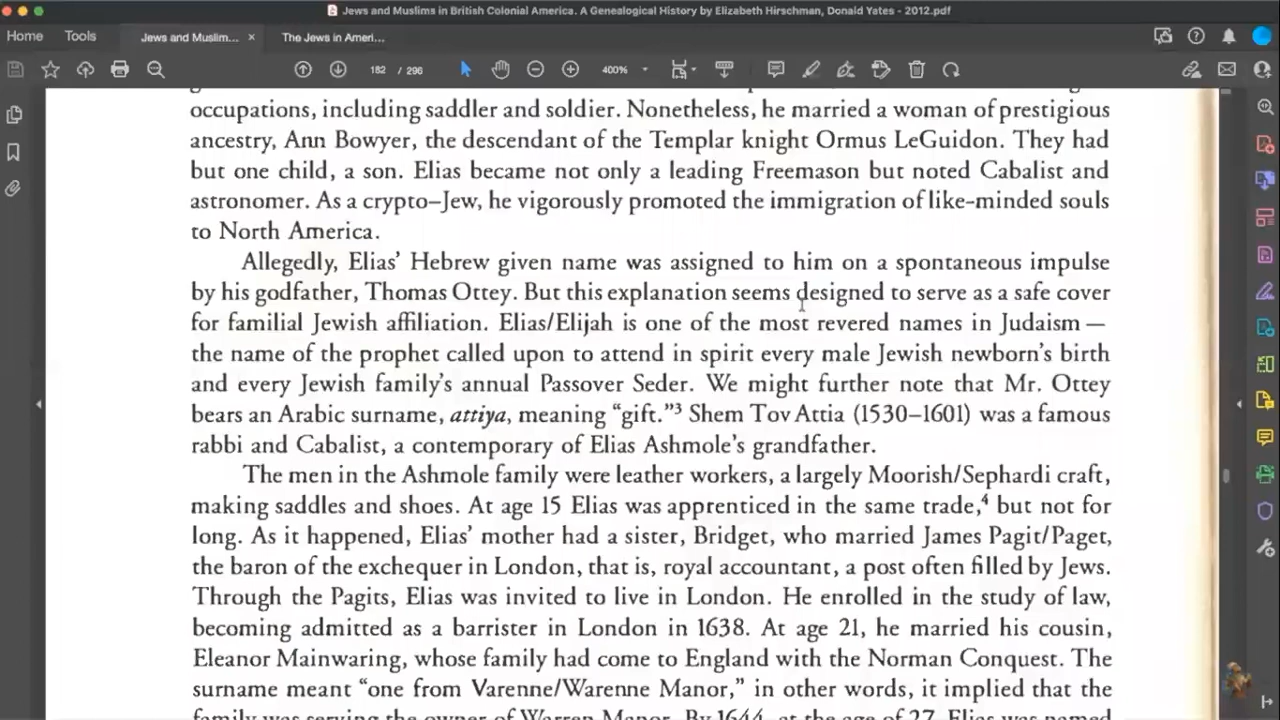 Jews and Muslims in British Colonial America. A Genealogical History by Elizabeth Hirschman, Donald Yates - 2012.pdf
Home Tools Jews and Muslim... × The Jews in Ameri...
182 / 296 400%
occupations, including saddler and soldier. Nonetheless, he married a woman of prestigious
ancestry, Ann Bowyer, the descendant of the Templar knight Ormus LeGuidon. They had
but one child, a son. Elias became not only a leading Freemason but noted Cabalist and
astronomer. As a crypto–Jew, he vigorously promoted the immigration of like-minded souls
to North America.
Allegedly, Elias’ Hebrew given name was assigned to him on a spontaneous impulse
by his godfather, Thomas Ottey. But this explanation seems designed to serve as a safe cover
for familial Jewish affiliation. Elias/Elijah is one of the most revered names in Judaism —
the name of the prophet called upon to attend in spirit every male Jewish newborn’s birth
and every Jewish family’s annual Passover Seder. We might further note that Mr. Ottey
bears an Arabic surname, attiya, meaning “gift.”³ Shem Tov Attia (1530–1601) was a famous
rabbi and Cabalist, a contemporary of Elias Ashmole’s grandfather.
The men in the Ashmole family were leather workers, a largely Moorish/Sephardi craft,
making saddles and shoes. At age 15 Elias was apprenticed in the same trade,⁴ but not for
long. As it happened, Elias’ mother had a sister, Bridget, who married James Pagit/Paget,
the baron of the exchequer in London, that is, royal accountant, a post often filled by Jews.
Through the Pagits, Elias was invited to live in London. He enrolled in the study of law,
becoming admitted as a barrister in London in 1638. At age 21, he married his cousin,
Eleanor Mainwaring, whose family had come to England with the Norman Conquest. The
surname meant “one from Varenne/Warenne Manor,” in other words, it implied that the
family was serving the owner of Warren Manor. By 1644, at the age of 27, Elias was named